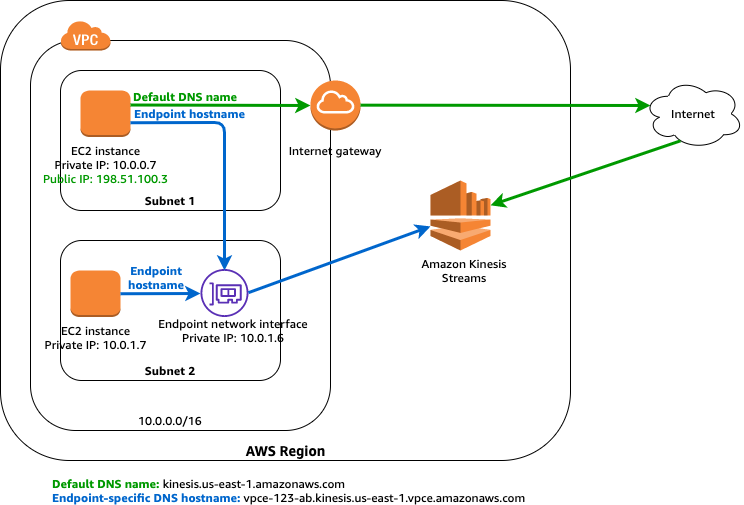 VPC
Default DNS name
Endpoint hostname
EC2 instance
Private IP: 10.0.0.7
Public IP: 198.51.100.3
Subnet 1
Internet gateway
Internet
Amazon Kinesis
Streams
Endpoint
hostname
EC2 instance
Private IP: 10.0.1.7
Endpoint network interface
Private IP: 10.0.1.6
Subnet 2
10.0.0.0/16
AWS Region
Default DNS name: kinesis.us-east-1.amazonaws.com
Endpoint-specific DNS hostname: vpce-123-ab.kinesis.us-east-1.vpce.amazonaws.com